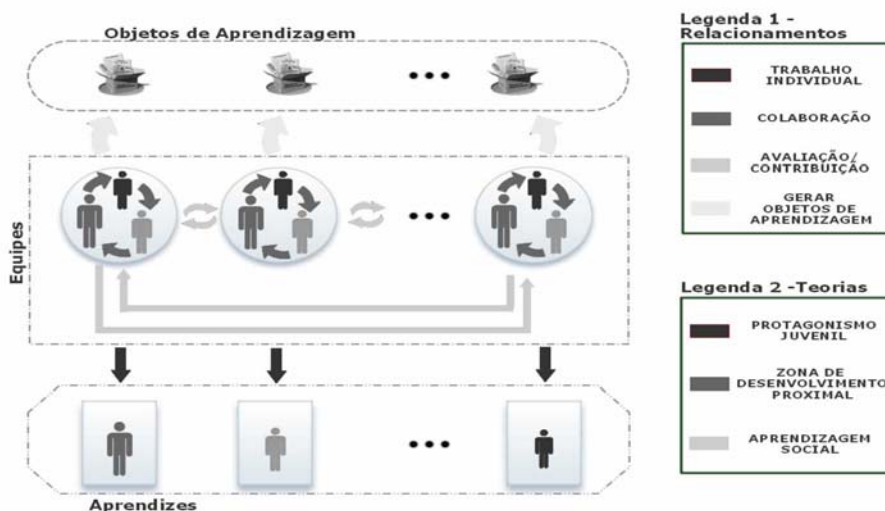 Objetos de Aprendizagem
Equipes
Aprendizes
Legenda 1 -
Relacionamentos
TRABALHO
INDIVIDUAL
COLABORAÇÃO
AVALIAÇÃO/
CONTRIBUIÇÃO
GERAR
OBJETOS DE
APRENDIZAGEM
Legenda 2 -Teorias
PROTAGONISMO
JUVENIL
ZONA DE
DESENVOLVIMENTO
PROXIMAL
APRENDIZAGEM
SOCIAL